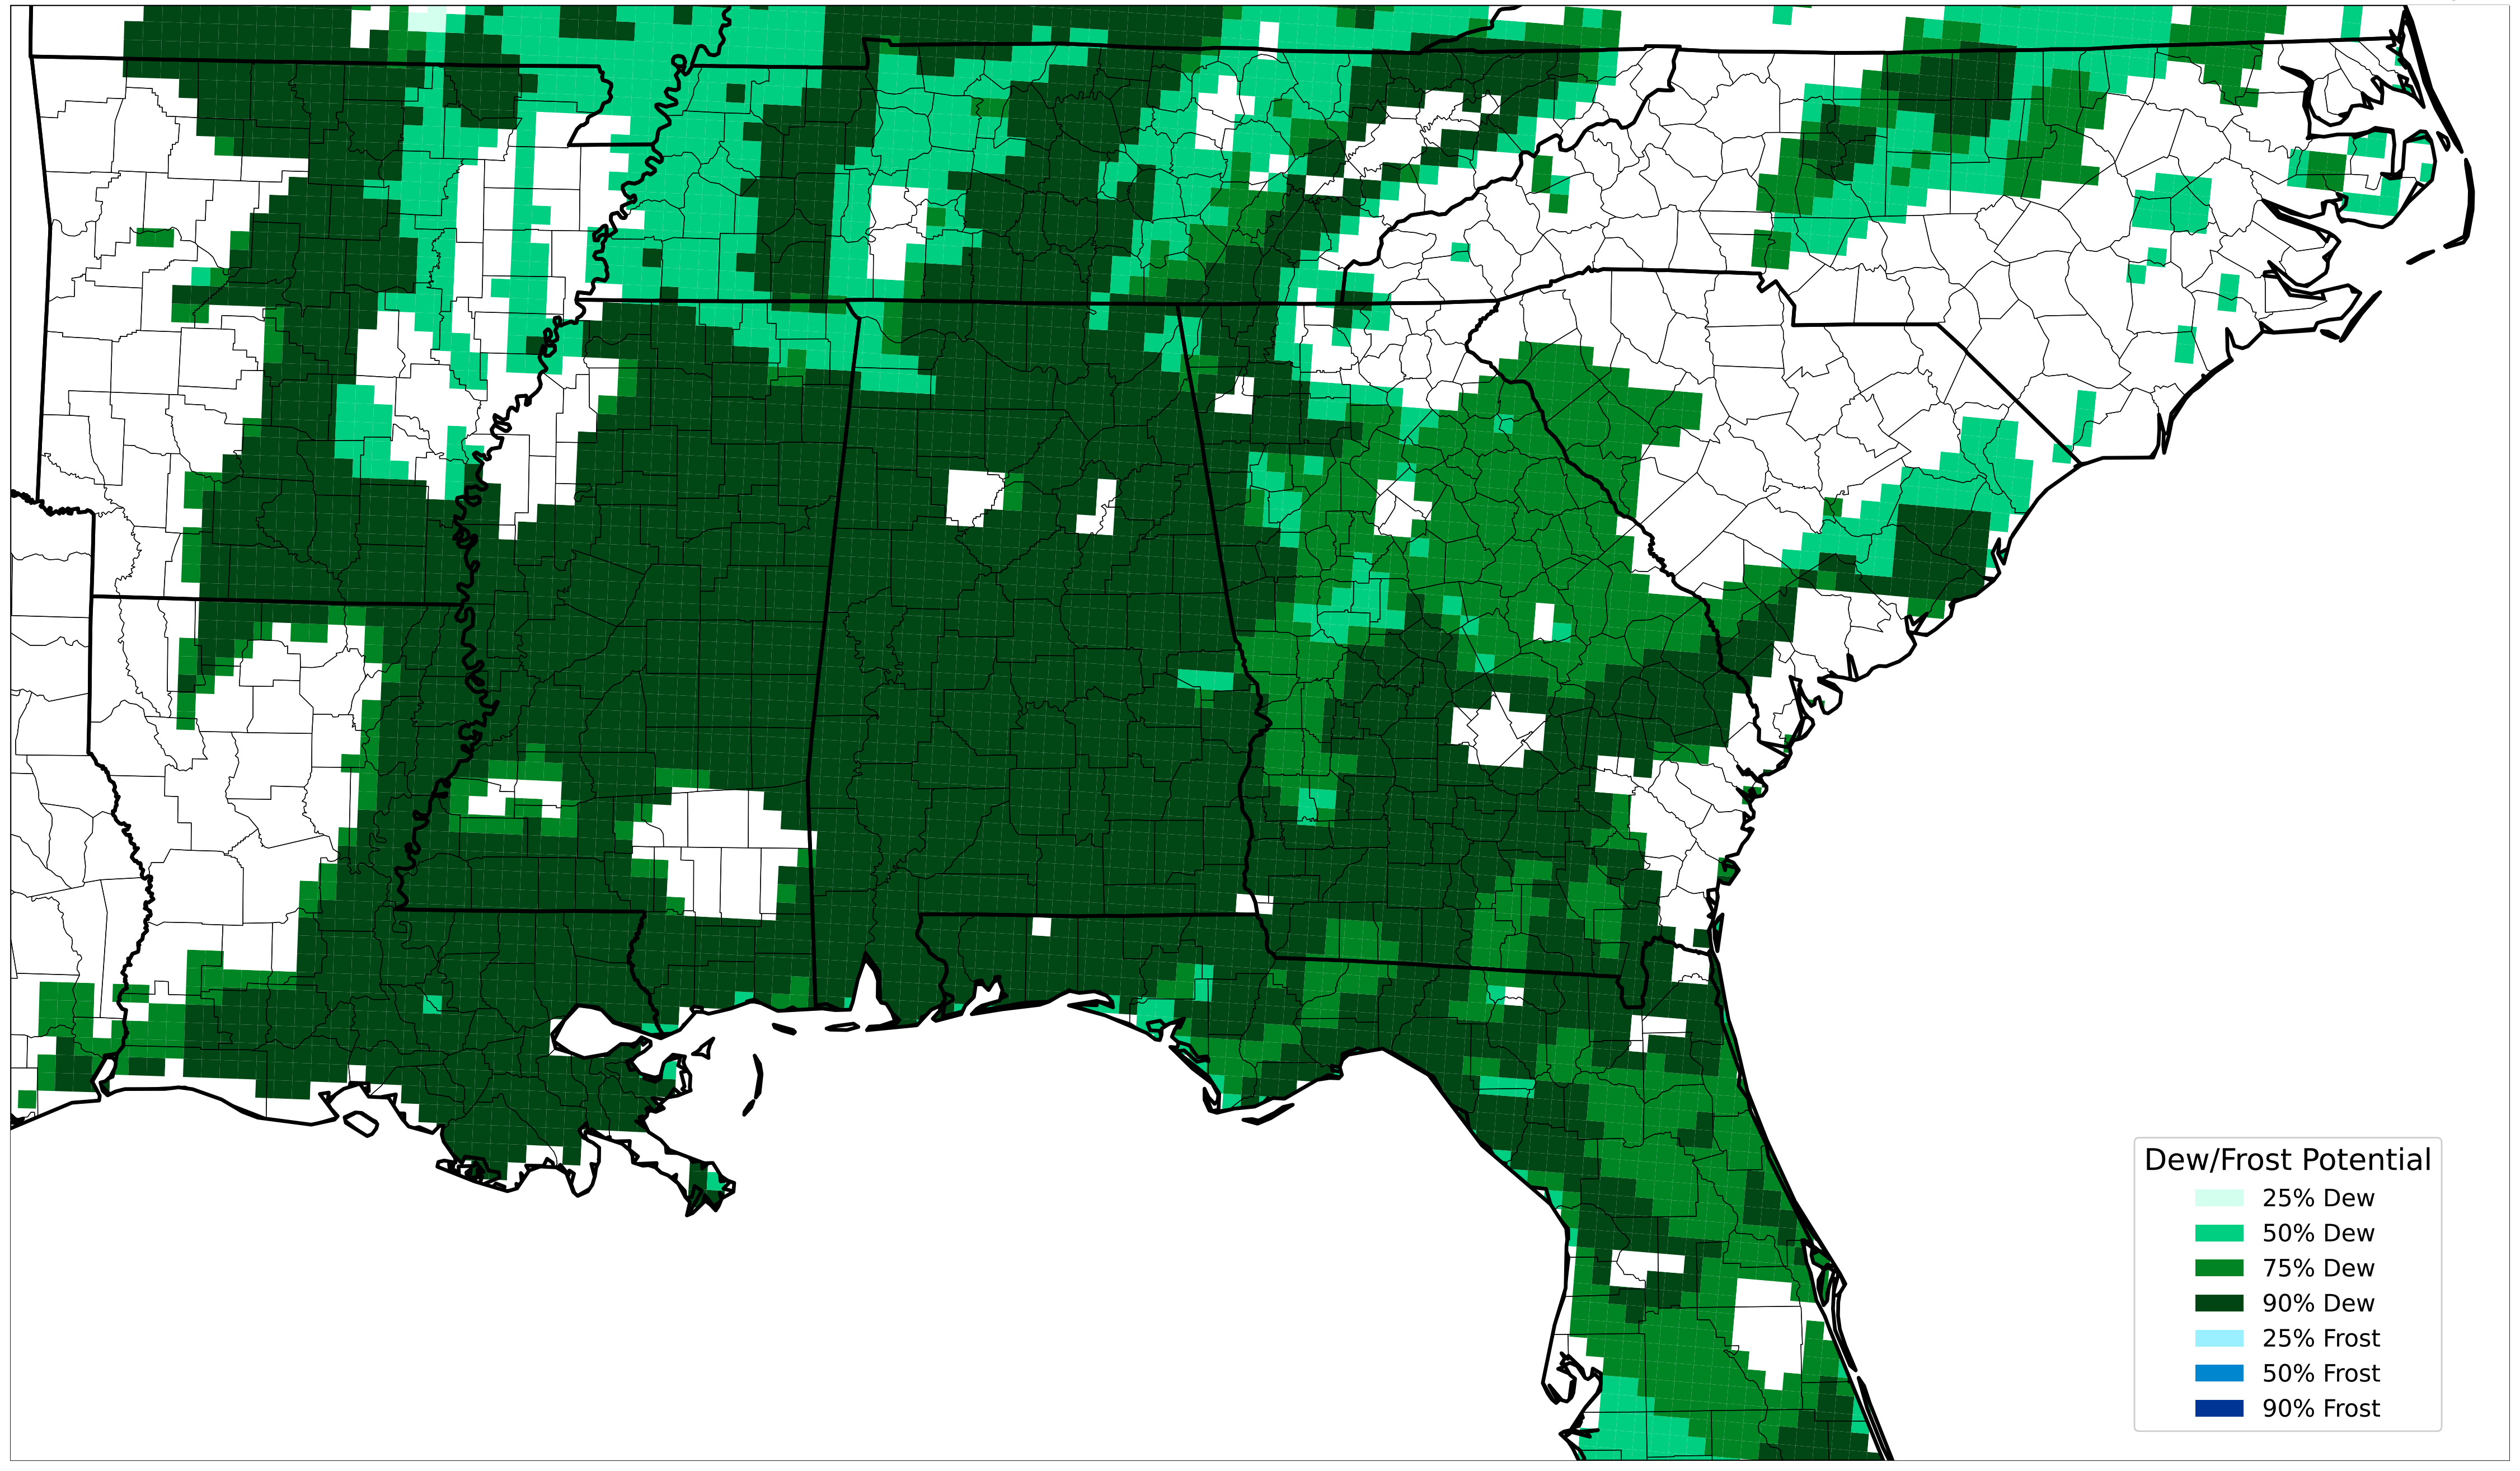 Dew/Frost Potential
25% Dew
50% Dew
75% Dew
90% Dew
25% Frost
50% Frost
90% Frost